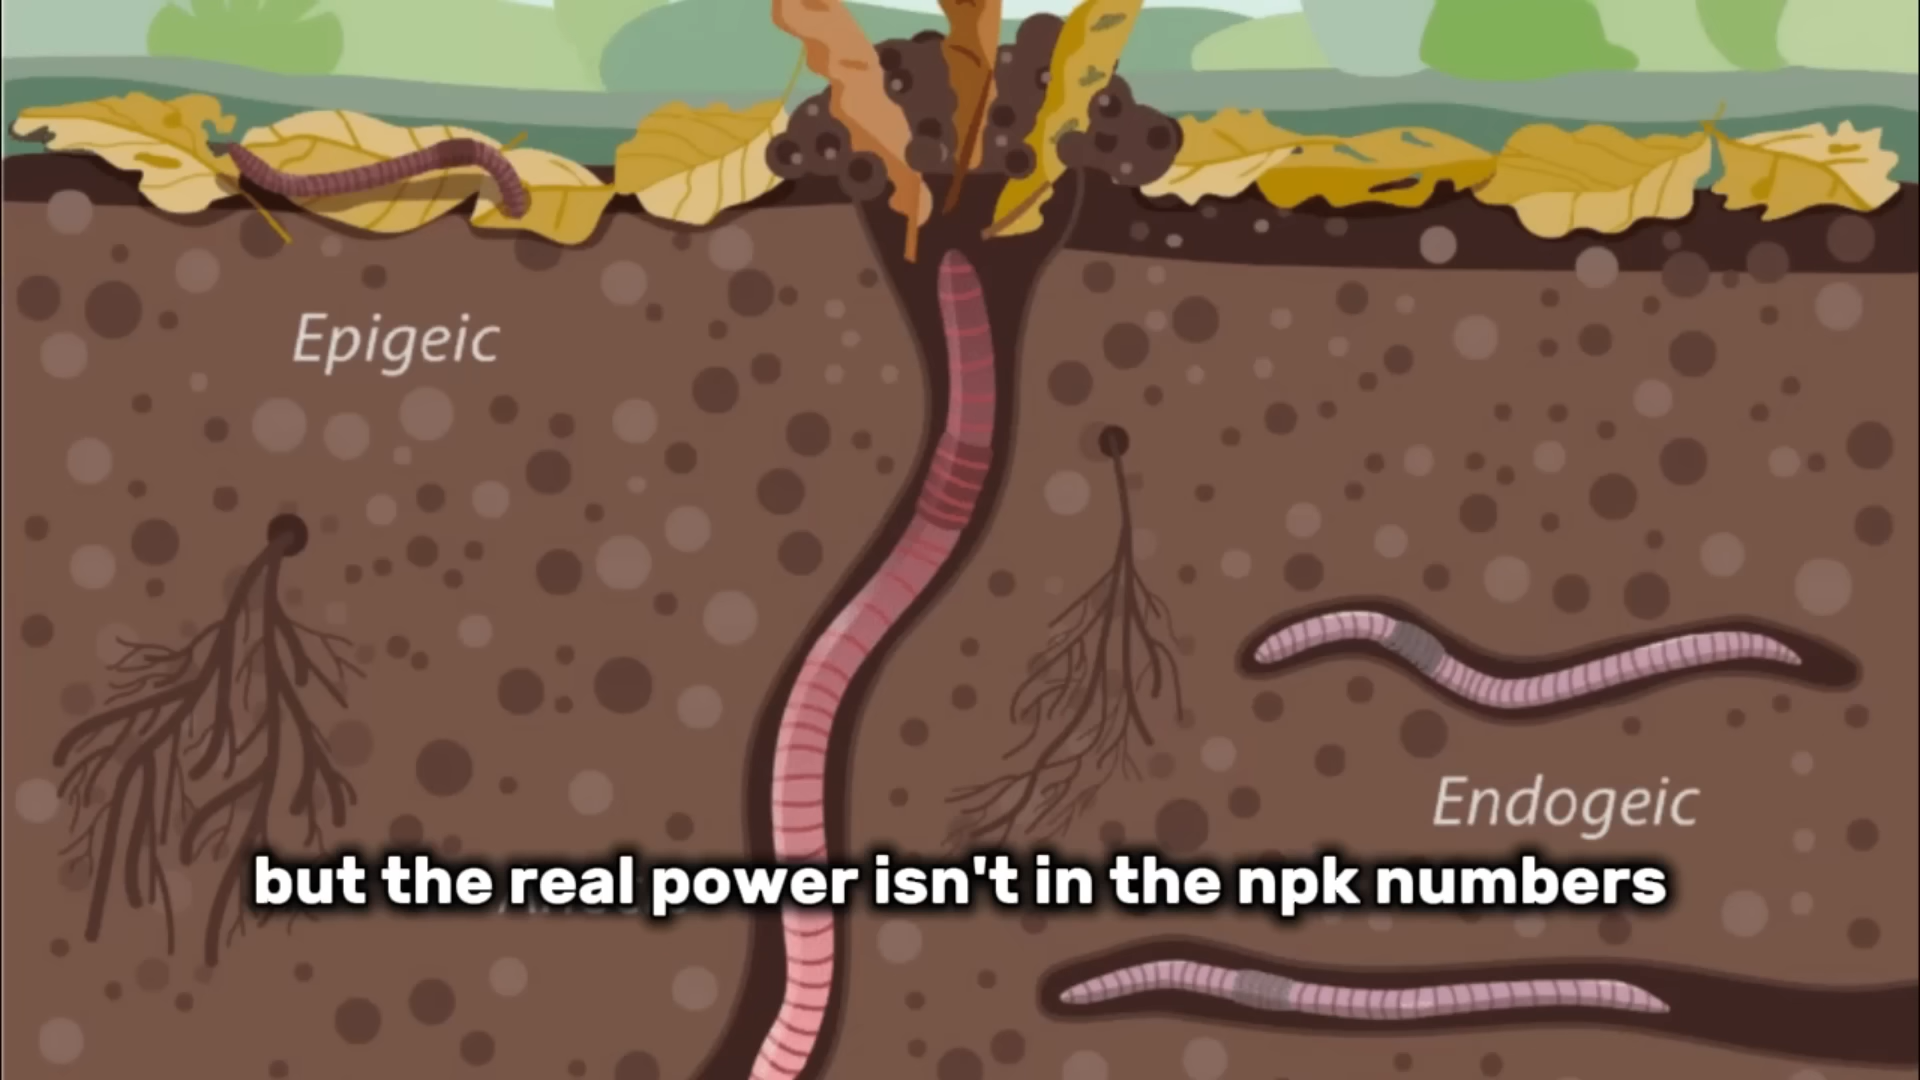 Epigeic
Endogeic
but the real power isn't in the npk numbers